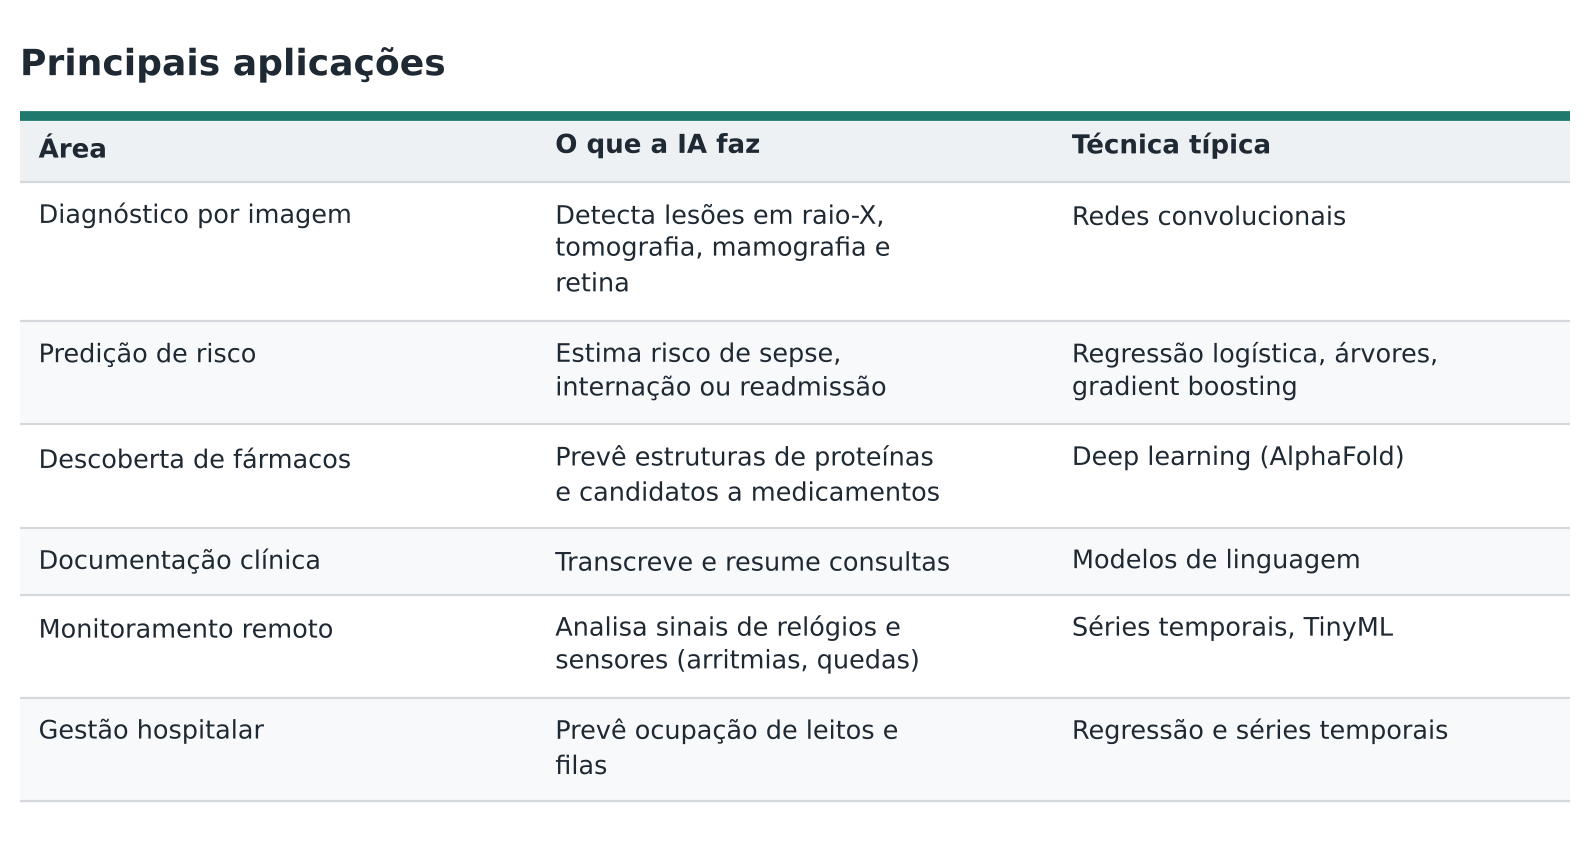 Principais aplicações
Área
O que a IA faz
Técnica típica
Diagnóstico por imagem
Detecta lesões em raio-X,
tomografia, mamografia e
retina
Redes convolucionais
Predição de risco
Estima risco de sepse,
internação ou readmissão
Regressão logística, árvores,
gradient boosting
Descoberta de fármacos
Prevê estruturas de proteínas
e candidatos a medicamentos
Deep learning (AlphaFold)
Documentação clínica
Transcreve e resume consultas
Modelos de linguagem
Monitoramento remoto
Analisa sinais de relógios e
sensores (arritmias, quedas)
Séries temporais, TinyML
Gestão hospitalar
Prevê ocupação de leitos e
filas
Regressão e séries temporais